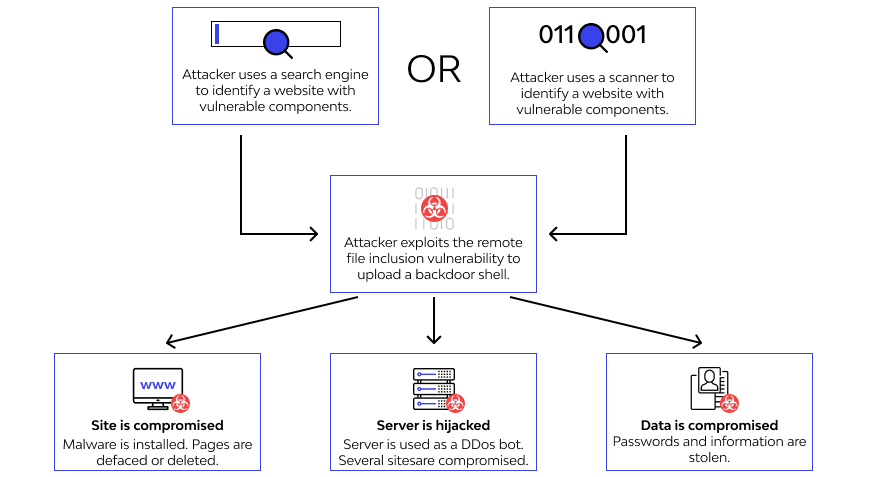 Attacker uses a search engine
to identify a website with
vulnerable components.
OR
011 001
Attacker uses a scanner to
identify a website with
vulnerable components.
01011
11010
Attacker exploits the remote
file inclusion vulnerability to
upload a backdoor shell.
www
Site is compromised
Malware is installed. Pages are
defaced or deleted.
Server is hijacked
Server is used as a DDos bot.
Several sitesare compromised.
Data is compromised
Passwords and information are
stolen.